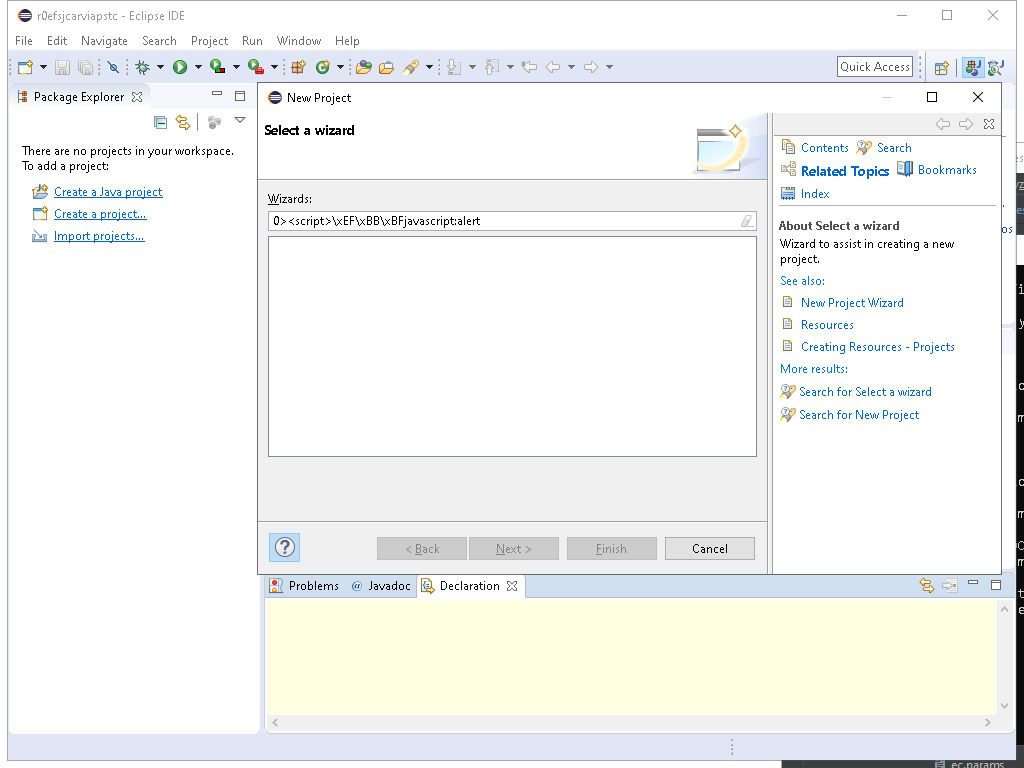 r0efsjcarviapstc - Eclipse IDE
File Edit Navigate Search Project Run Window Help
Quick Access
Package Explorer
There are no projects in your workspace.
To add a project:
Create a Java project
Create a project...
Import projects...
New Project
Select a wizard
Wizards:
0><script>\xEF\xBB\xBFjavascript:alert
< Back Next > Finish Cancel
Contents Search
Related Topics Bookmarks
Index
About Select a wizard
Wizard to assist in creating a new
project.
See also:
New Project Wizard
Resources
Creating Resources - Projects
More results:
Search for Select a wizard
Search for New Project
Problems @ Javadoc Declaration
ec.params